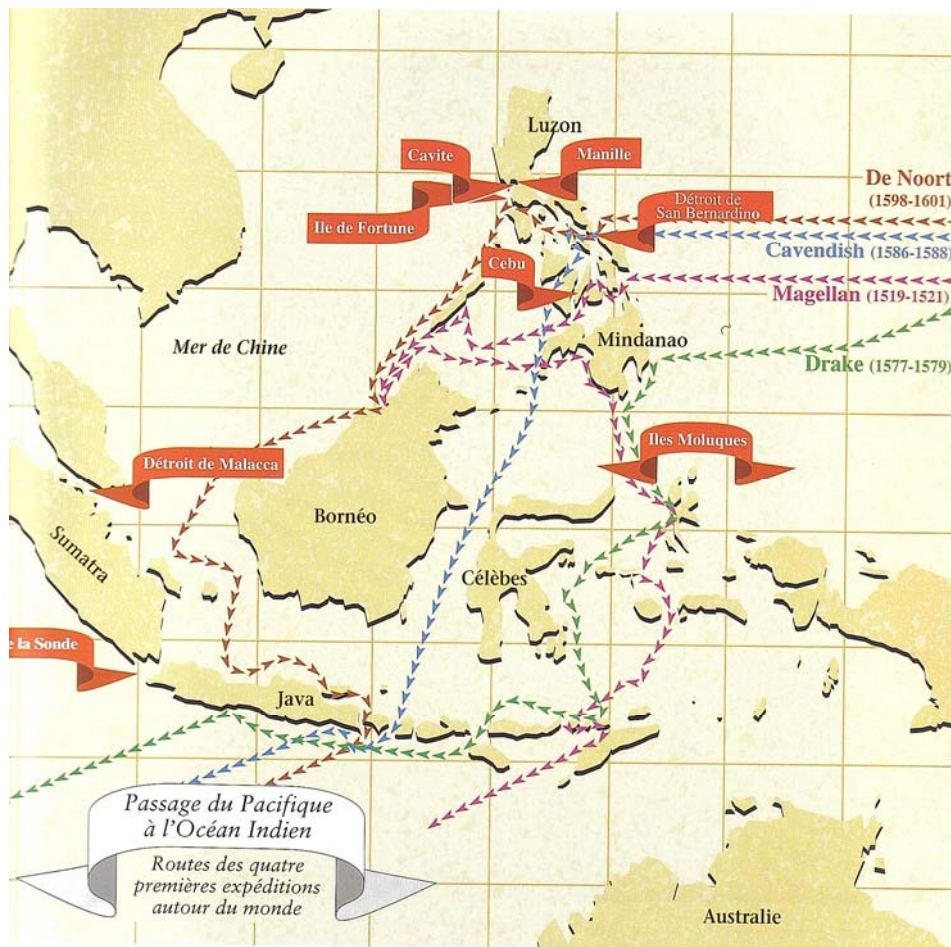 Luzon
Cavite
Manille
Ile de Fortune
Détroit de
San Bernardino
De Noort
(1598-1601)
Cavendish (1586-1588)
Cebu
Magellan (1519-1521)
Mer de Chine
Mindanao
Drake (1577-1579)
Iles Moluques
Détroit de Malacca
Bornéo
Sumatra
Célèbes
la Sonde
Java
Passage du Pacifique
à l'Océan Indien
Routes des quatre
premières expéditions
autour du monde
Australie